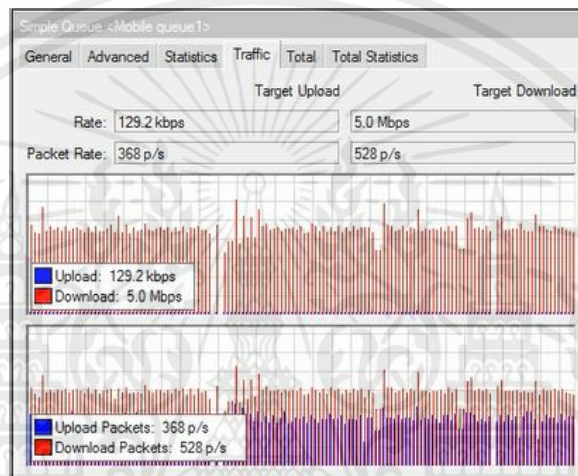 Simple Queue <Mobile queue1>
General Advanced Statistics Traffic Total Total Statistics
Target Upload Target Download
Rate: 129.2 kbps 5.0 Mbps
Packet Rate: 368 p/s 528 p/s
Upload: 129.2 kbps
Download: 5.0 Mbps
Upload Packets: 368 p/s
Download Packets: 528 p/s